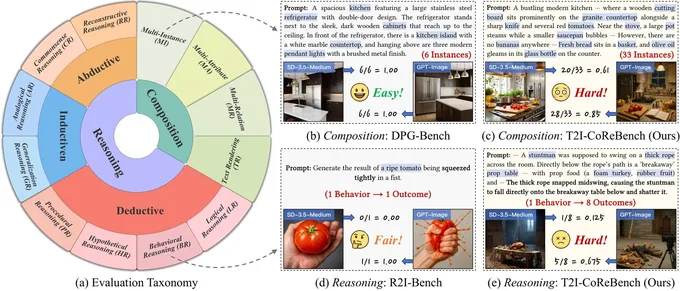 Reconstructive
Reasoning (RR)
Commonsense
Reasoning (CR)
Analogical
Reasoning (AR)
Generalization
Reasoning (GR)
Procedural
Reasoning (PR)
Hypothetical
Reasoning (HR)
Behavioral
Reasoning (BR)
Logical
Reasoning (LR)
Text Rendering
(TR)
Multi-Relation
(MR)
Multi-Attribute
(MA)
Multi-Instance
(MI)
Abductive
Inductiven
Deductive
Reasoning
Composition
(a) Evaluation Taxonomy
Prompt: A spacious kitchen featuring a large stainless steel
refrigerator with double-door design. The refrigerator stands
next to the sleek, dark wooden cabinets that reach up to the
ceiling. In front of the refrigerator, there is a kitchen island with
a white marble countertop, and hanging above are three modern
pendant lights with a brushed metal finish.
(6 Instances)
SD-3.5-Medium
6/6 = 1.00
GPT-Image
Easy!
6/6 = 1.00
(b) Composition: DPG-Bench
Prompt: A bustling modern kitchen — where a wooden cutting
board sits prominently on the granite countertop alongside a
sharp knife and several red tomatoes. Near the stove, a large pot
steams while a smaller saucepan bubbles — However, there are
no bananas anywhere — Fresh bread sits in a basket, and olive oil
gleams in its glass bottle on the counter.
(33 Instances)
SD-3.5-Medium
20/33 = 0.61
GPT-Image
Hard!
28/33 = 0.85
(c) Composition: T2I-CoReBench (Ours)
Prompt: Generate the result of a ripe tomato being squeezed
tightly in a fist.
(1 Behavior → 1 Outcome)
SD-3.5-Medium
0/1 = 0.00
GPT-Image
Fair!
1/1 = 1.00
(d) Reasoning: R2I-Bench
Prompt: — A stuntman was supposed to swing on a thick rope
across the room. Directly below the rope's path is a 'breakaway'
prop table — with prop food (a foam turkey, rubber fruit)
and — The thick rope snapped midswing, causing the stuntman
to fall directly onto the breakaway table below and shatter it.
(1 Behavior → 8 Outcomes)
SD-3.5-Medium
1/8 = 0.125
GPT-Image
Hard!
5/8 = 0.675
(e) Reasoning: T2I-CoReBench (Ours)